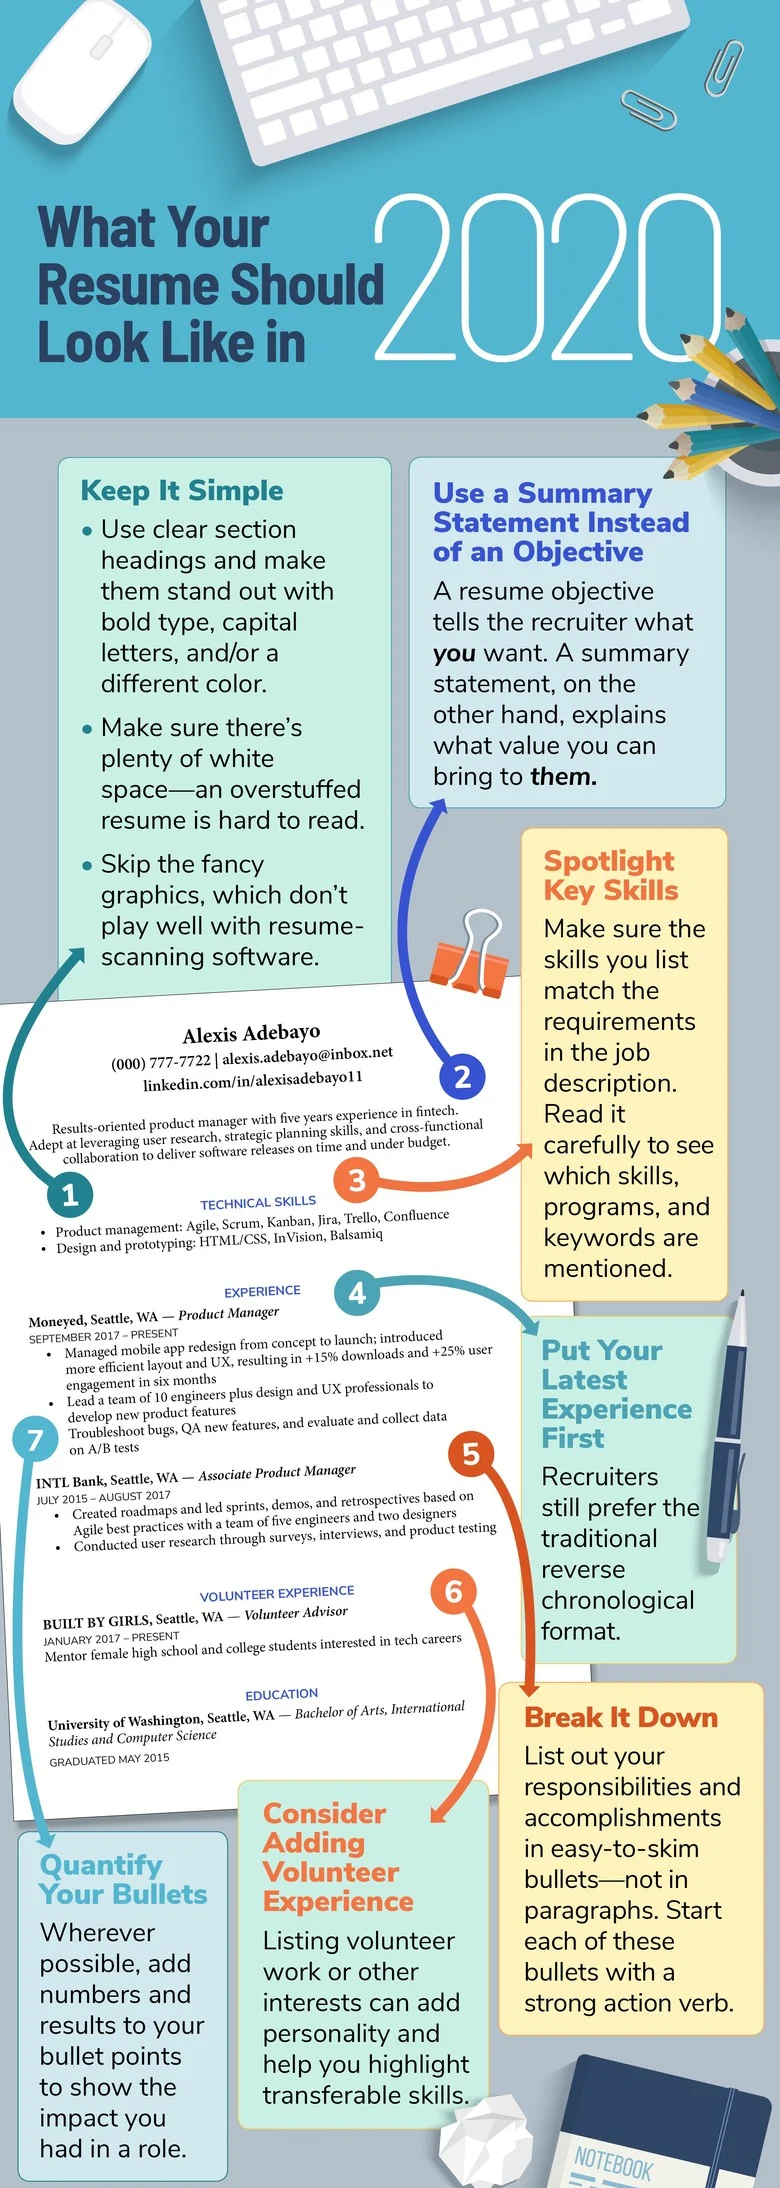 What Your
Resume Should
Look Like in
2020
Keep It Simple
• Use clear section
headings and make
them stand out with
bold type, capital
letters, and/or a
different color.
• Make sure there’s
plenty of white
space—an overstuffed
resume is hard to read.
• Skip the fancy
graphics, which don’t
play well with resume-
scanning software.
Use a Summary
Statement Instead
of an Objective
A resume objective
tells the recruiter what
you want. A summary
statement, on the
other hand, explains
what value you can
bring to them.
Spotlight
Key Skills
Make sure the
skills you list
match the
requirements
in the job
description.
Read it
carefully to see
which skills,
programs, and
keywords are
mentioned.
Alexis Adebayo
(000) 777-7722 | alexis.adebayo@inbox.net
linkedin.com/in/alexisadebayo11
2
Results-oriented product manager with five years experience in fintech.
Adept at leveraging user research, strategic planning skills, and cross-functional
collaboration to deliver software releases on time and under budget.
1
3
TECHNICAL SKILLS
• Product management: Agile, Scrum, Kanban, Jira, Trello, Confluence
• Design and prototyping: HTML/CSS, InVision, Balsamiq
EXPERIENCE
4
Moneyed, Seattle, WA — Product Manager
SEPTEMBER 2017 – PRESENT
• Managed mobile app redesign from concept to launch; introduced
more efficient layout and UX, resulting in +15% downloads and +25% user
engagement in six months
• Lead a team of 10 engineers plus design and UX professionals to
develop new product features
Troubleshoot bugs, QA new features, and evaluate and collect data
on A/B tests
7
5
INTL Bank, Seattle, WA — Associate Product Manager
JULY 2015 – AUGUST 2017
• Created roadmaps and led sprints, demos, and retrospectives based on
Agile best practices with a team of five engineers and two designers
• Conducted user research through surveys, interviews, and product testing
VOLUNTEER EXPERIENCE
6
BUILT BY GIRLS, Seattle, WA — Volunteer Advisor
JANUARY 2017 – PRESENT
Mentor female high school and college students interested in tech careers
EDUCATION
University of Washington, Seattle, WA — Bachelor of Arts, International
Studies and Computer Science
GRADUATED MAY 2015
Put Your
Latest
Experience
First
Recruiters
still prefer the
traditional
reverse
chronological
format.
Break It Down
List out your
responsibilities and
accomplishments
in easy-to-skim
bullets—not in
paragraphs. Start
each of these
bullets with a
strong action verb.
Consider
Adding
Volunteer
Experience
Listing volunteer
work or other
interests can add
personality and
help you highlight
transferable skills.
Quantify
Your Bullets
Wherever
possible, add
numbers and
results to your
bullet points
to show the
impact you
had in a role.
NOTEBOOK